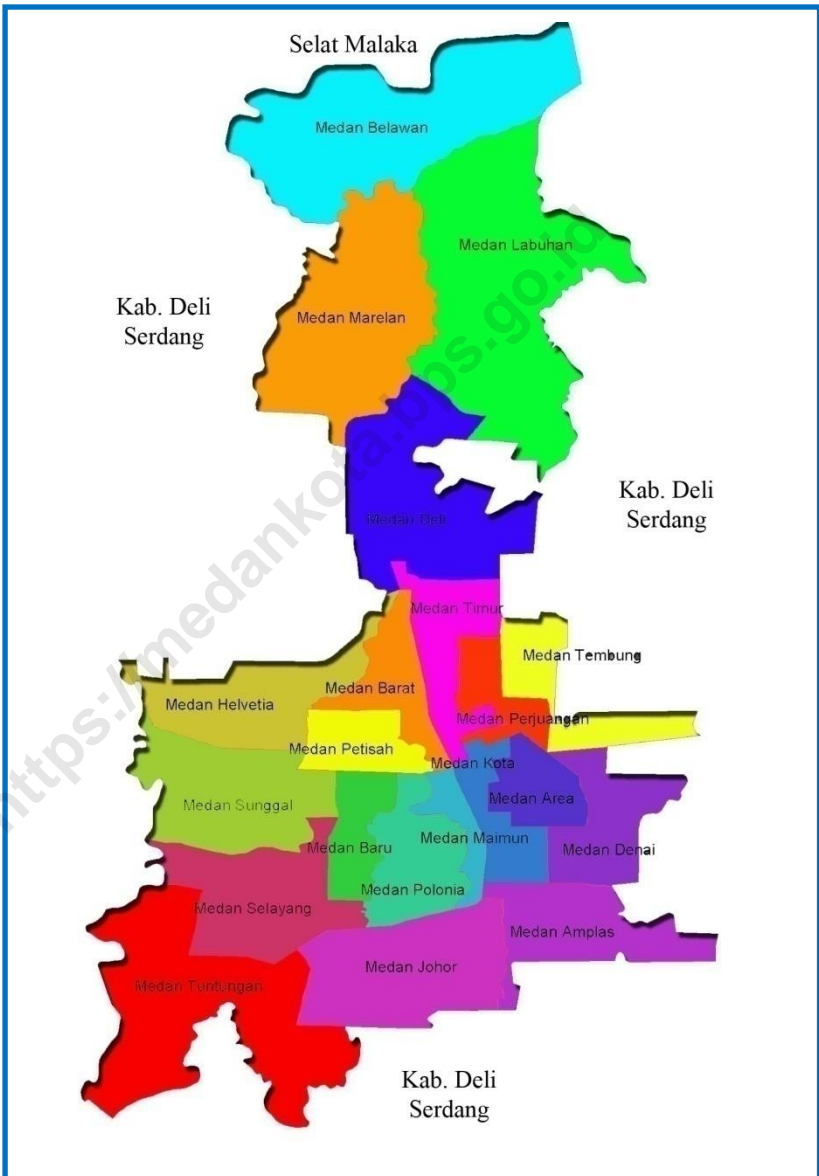 Selat Malaka
Medan Belawan
Medan Labuhan
Kab. Deli
Serdang
Medan Marelan
Kab. Deli
Serdang
Medan Deli
Medan Timur
Medan Tembung
Medan Barat
Medan Helvetia
Medan Perjuangan
Medan Petisah
Medan Kota
Medan Area
Medan Sunggal
Medan Maimun
Medan Baru
Medan Denai
Medan Polonia
Medan Selayang
Medan Amplas
Medan Johor
Medan Tuntungan
Kab. Deli
Serdang
https://medankota.bps.go.id